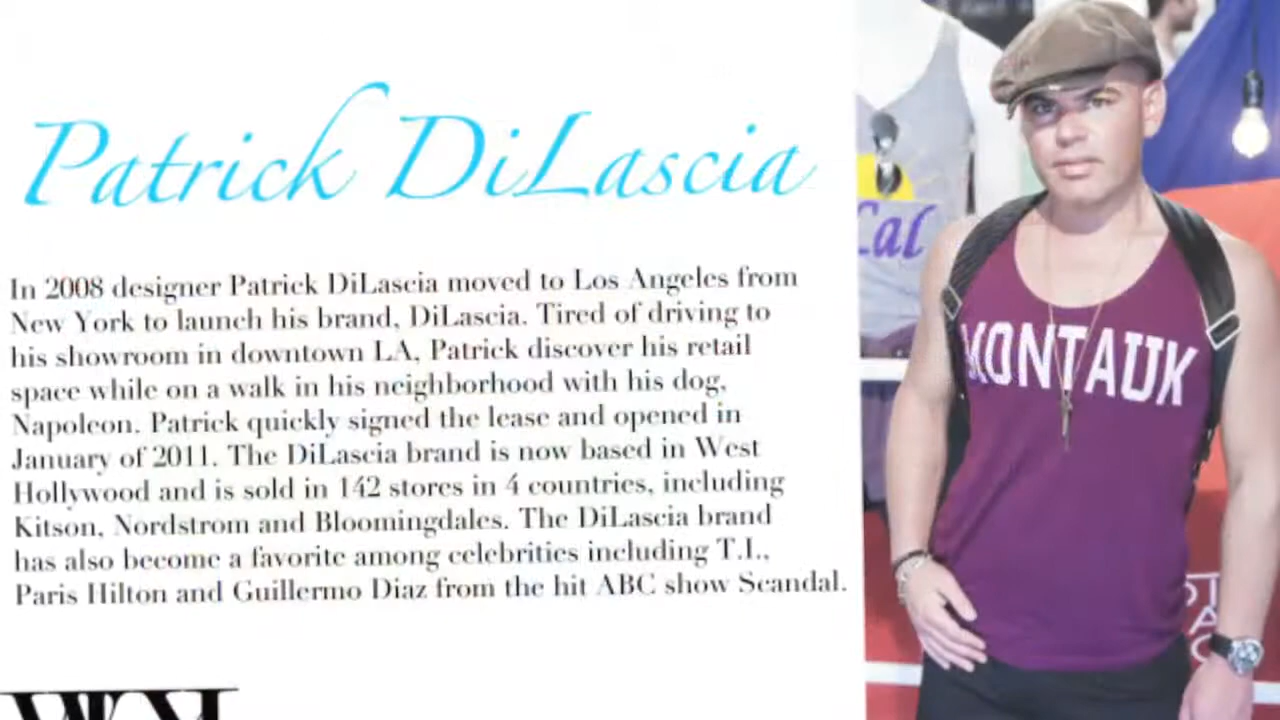 Patrick DiLascia
In 2008 designer Patrick DiLascia moved to Los Angeles from
New York to launch his brand, DiLascia. Tired of driving to
his showroom in downtown LA, Patrick discover his retail
space while on a walk in his neighborhood with his dog,
Napoleon. Patrick quickly signed the lease and opened in
January of 2011. The DiLascia brand is now based in West
Hollywood and is sold in 142 stores in 4 countries, including
Kitson, Nordstrom and Bloomingdales. The DiLascia brand
has also become a favorite among celebrities including T.I.,
Paris Hilton and Guillermo Diaz from the hit ABC show Scandal.
Cal
MONTAUK